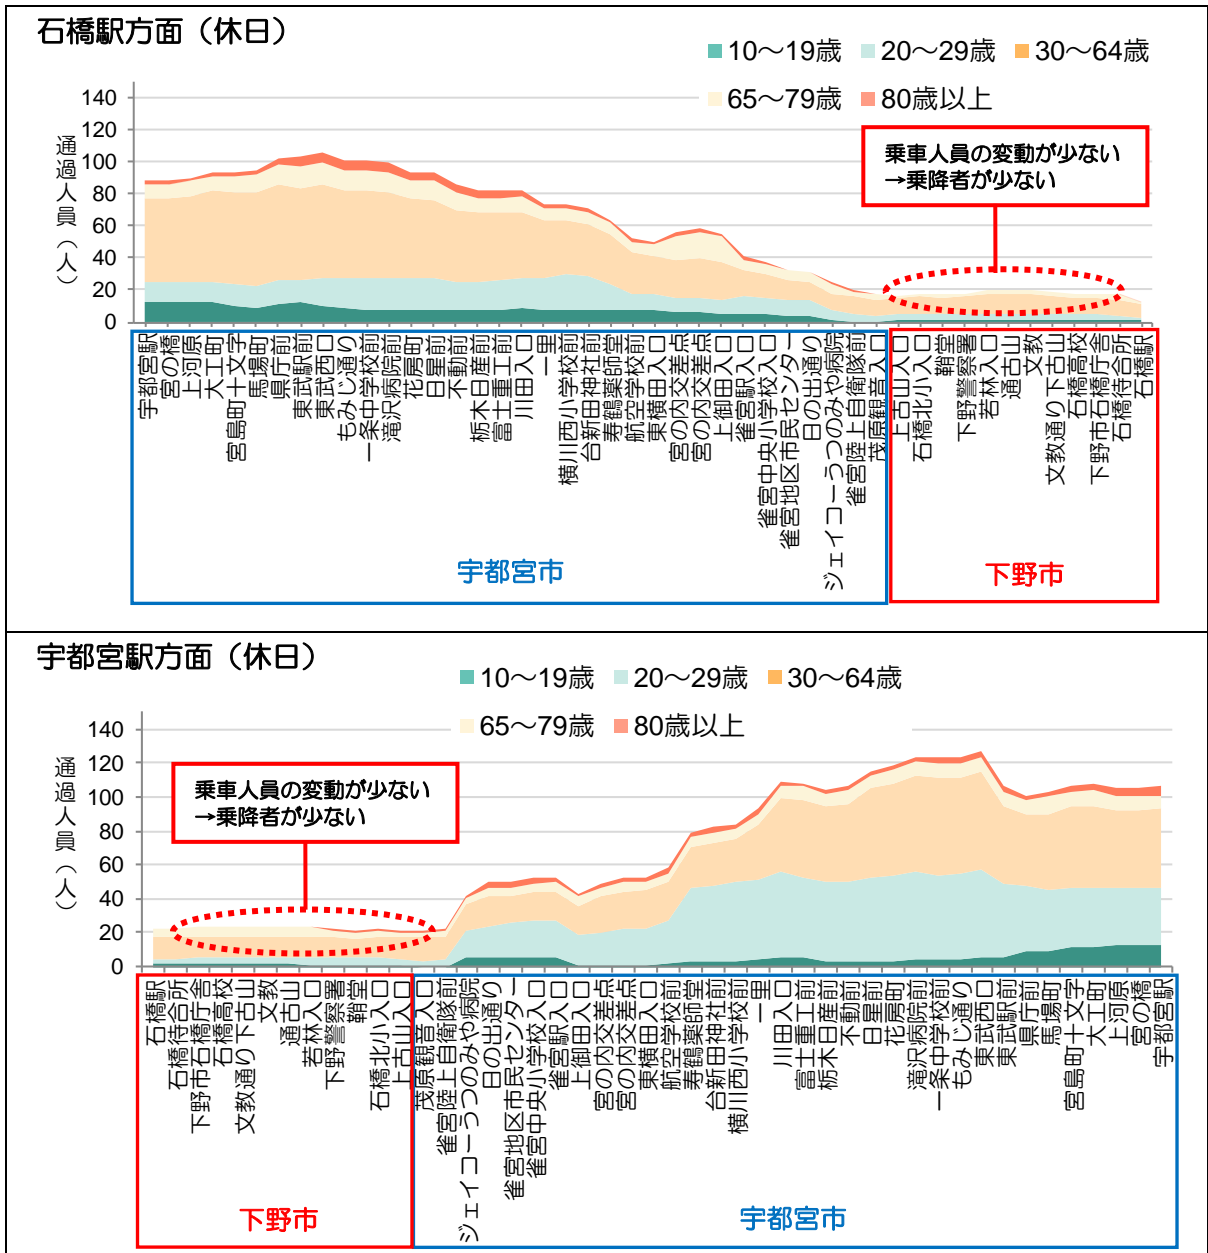 石橋駅方面（休日）
10～19歳
20～29歳
30～64歳
65～79歳
80歳以上
通過人員（人）
140
120
100
80
60
40
20
0
乗車人員の変動が少ない
→乗降者が少ない
宇都宮駅
宮の橋
上河原
大工町
宮島町十文字
馬場町
県庁前
東武駅前
東武西口
もみじ通り
一条中学校前
滝沢病院前
花房町
日星前
不動前
栃木日産前
富士重工前
川田入口
一里
横川西小学校前
台新田神社前
寿鶴薬師堂
航空学校前
東横田入口
宮の内交差点
宮の内交差点
上御田入口
雀宮駅入口
雀宮中央小学校入口
雀宮地区市民センター
日の出通り
ジェイコーうつのみや病院
雀宮陸上自衛隊前
茂原観音入口
上古山入口
石橋北小入口
鞘堂
下野警察署
若林入口
通古山
文教
文教通り下古山
石橋高校
下野市石橋庁舎
石橋待合所
石橋駅
宇都宮市
下野市
宇都宮駅方面（休日）
10～19歳
20～29歳
30～64歳
65～79歳
80歳以上
通過人員（人）
140
120
100
80
60
40
20
0
乗車人員の変動が少ない
→乗降者が少ない
石橋駅
石橋待合所
下野市石橋庁舎
石橋高校
文教通り下古山
文教
通古山
若林入口
下野警察署
鞘堂
石橋北小入口
上古山入口
茂原観音入口
雀宮陸上自衛隊前
ジェイコーうつのみや病院
日の出通り
雀宮地区市民センター
雀宮中央小学校入口
雀宮駅入口
上御田入口
宮の内交差点
宮の内交差点
東横田入口
航空学校前
寿鶴薬師堂
台新田神社前
横川西小学校前
一里
川田入口
富士重工前
栃木日産前
不動前
日星前
花房町
滝沢病院前
一条中学校前
もみじ通り
東武西口
東武駅前
県庁前
馬場町
宮島町十文字
大工町
上河原
宮の橋
宇都宮駅
下野市
宇都宮市